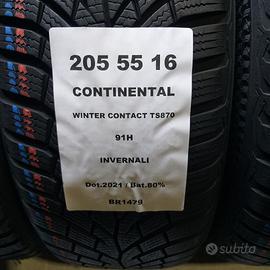 205 55 16
CONTINENTAL
WINTER CONTACT TS870
91H
INVERNALI
Dot.2021 / Bat.80%
BR1479
subito